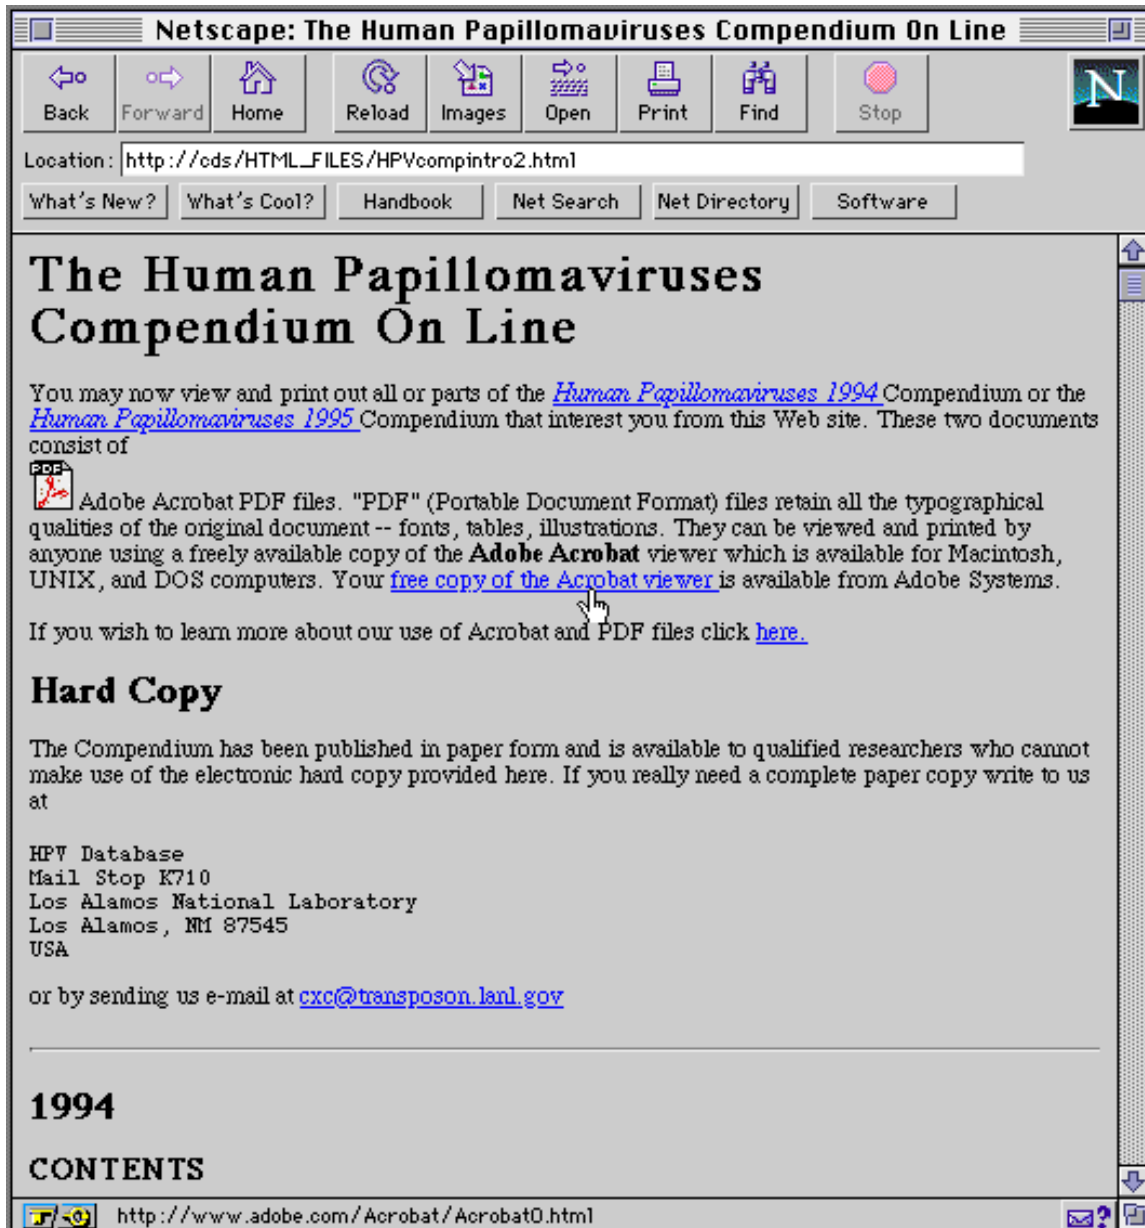 Netscape: The Human Papillomaviruses Compendium On Line
Back Forward Home Reload Images Open Print Find Stop N
Location: http://cds/HTML_FILES/HPVcompintro2.html
What's New? What's Cool? Handbook Net Search Net Directory Software
The Human Papillomaviruses
Compendium On Line
You may now view and print out all or parts of the Human Papillomaviruses 1994 Compendium or the
Human Papillomaviruses 1995 Compendium that interest you from this Web site. These two documents
consist of
PDF
Adobe Acrobat PDF files. "PDF" (Portable Document Format) files retain all the typographical
qualities of the original document -- fonts, tables, illustrations. They can be viewed and printed by
anyone using a freely available copy of the Adobe Acrobat viewer which is available for Macintosh,
UNIX, and DOS computers. Your free copy of the Acrobat viewer is available from Adobe Systems.
If you wish to learn more about our use of Acrobat and PDF files click here.
Hard Copy
The Compendium has been published in paper form and is available to qualified researchers who cannot
make use of the electronic hard copy provided here. If you really need a complete paper copy write to us
at
HPV Database
Mail Stop K710
Los Alamos National Laboratory
Los Alamos, NM 87545
USA
or by sending us e-mail at cxc@transposon.lanl.gov
1994
CONTENTS
http://www.adobe.com/Acrobat/Acrobat0.html